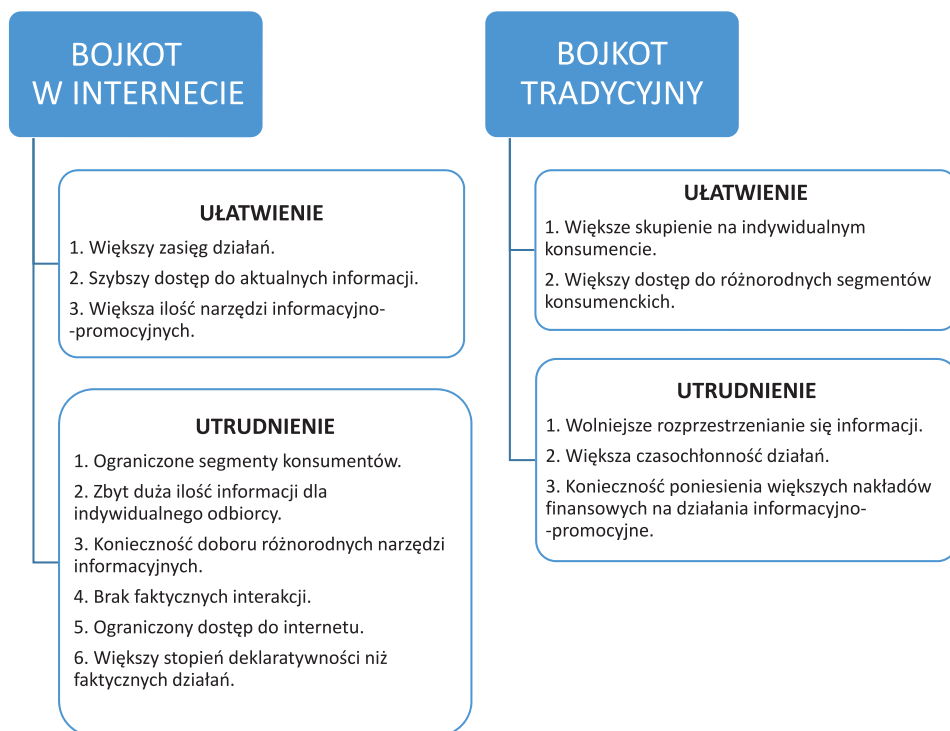 BOJKOT
W INTERNECIE
UŁATWIENIE
1. Większy zasięg działań.
2. Szybszy dostęp do aktualnych informacji.
3. Większa ilość narzędzi informacyjno-
-promocyjnych.
UTRUDNIENIE
1. Ograniczone segmenty konsumentów.
2. Zbyt duża ilość informacji dla
indywidualnego odbiorcy.
3. Konieczność doboru różnorodnych narzędzi
informacyjnych.
4. Brak faktycznych interakcji.
5. Ograniczony dostęp do internetu.
6. Większy stopień deklaratywności niż
faktycznych działań.
BOJKOT
TRADYCYJNY
UŁATWIENIE
1. Większe skupienie na indywidualnym
konsumencie.
2. Większy dostęp do różnorodnych segmentów
konsumenckich.
UTRUDNIENIE
1. Wolniejsze rozprzestrzenianie się informacji.
2. Większa czasochłonność działań.
3. Konieczność poniesienia większych nakładów
finansowych na działania informacyjno-
-promocyjne.